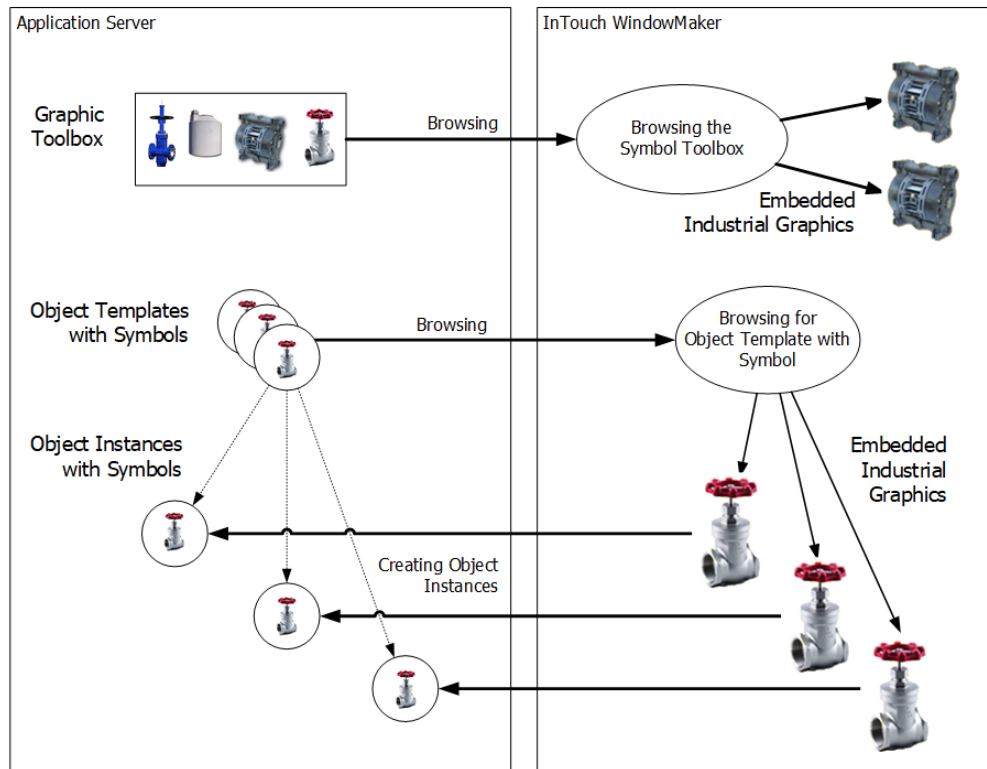 Application Server
InTouch WindowMaker
Graphic
Toolbox
Browsing
Browsing the
Symbol Toolbox
Embedded
Industrial Graphics
Object Templates
with Symbols
Browsing
Browsing for
Object Template with
Symbol
Object Instances
with Symbols
Embedded
Industrial
Graphics
Creating Object
Instances